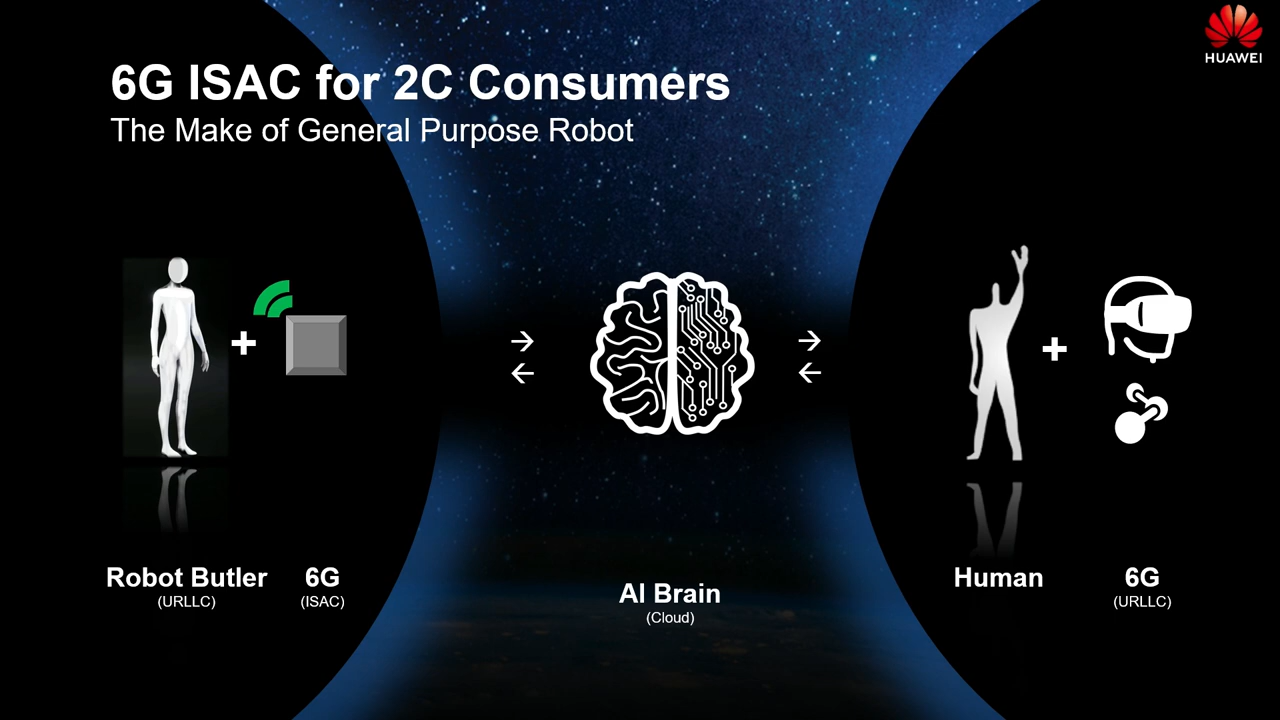 HUAWEI
6G ISAC for 2C Consumers
The Make of General Purpose Robot
+
+
Robot Butler
(URLLC)
6G
(ISAC)
AI Brain
(Cloud)
Human
6G
(URLLC)